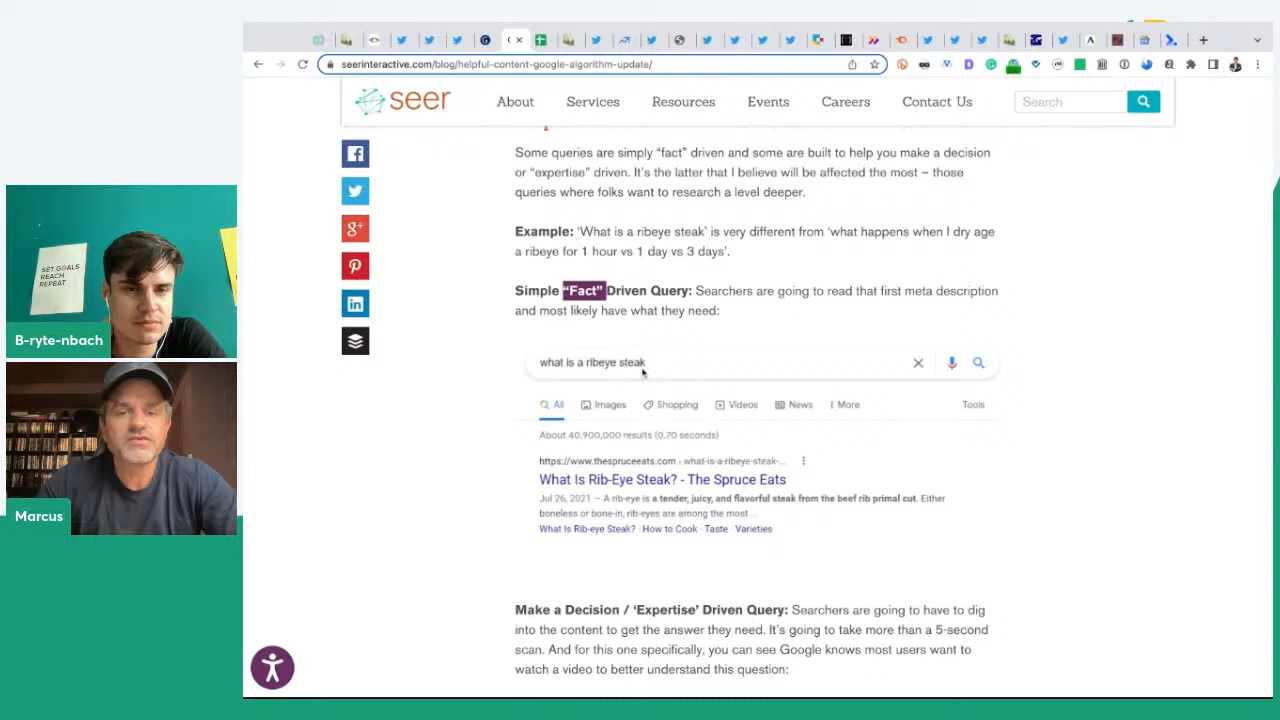 seerinteractive.com/blog/helpful-content-google-algorithm-update/
seer
About
Services
Resources
Events
Careers
Contact Us
Search
Some queries are simply “fact” driven and some are built to help you make a decision
or “expertise” driven. It’s the latter that I believe will be affected the most – those
queries where folks want to research a level deeper.
Example: ‘What is a ribeye steak’ is very different from ‘what happens when I dry age
a ribeye for 1 hour vs 1 day vs 3 days’.
Simple “Fact” Driven Query: Searchers are going to read that first meta description
and most likely have what they need:
what is a ribeye steak
All
Images
Shopping
Videos
News
More
Tools
About 40,900,000 results (0.70 seconds)
https://www.thespruceeats.com › what-is-a-ribeye-steak-...
What Is Rib-Eye Steak? - The Spruce Eats
Jul 26, 2021 — A rib-eye is a tender, juicy, and flavorful steak from the beef rib primal cut. Either
boneless or bone-in, rib-eyes are among the most ...
What Is Rib-eye Steak? · How to Cook · Taste · Varieties
Make a Decision / ‘Expertise’ Driven Query: Searchers are going to have to dig
into the content to get the answer they need. It’s going to take more than a 5-second
scan. And for this one specifically, you can see Google knows most users want to
watch a video to better understand this question:
SET GOALS
REACH
REPEAT
B-ryte-nbach
Marcus